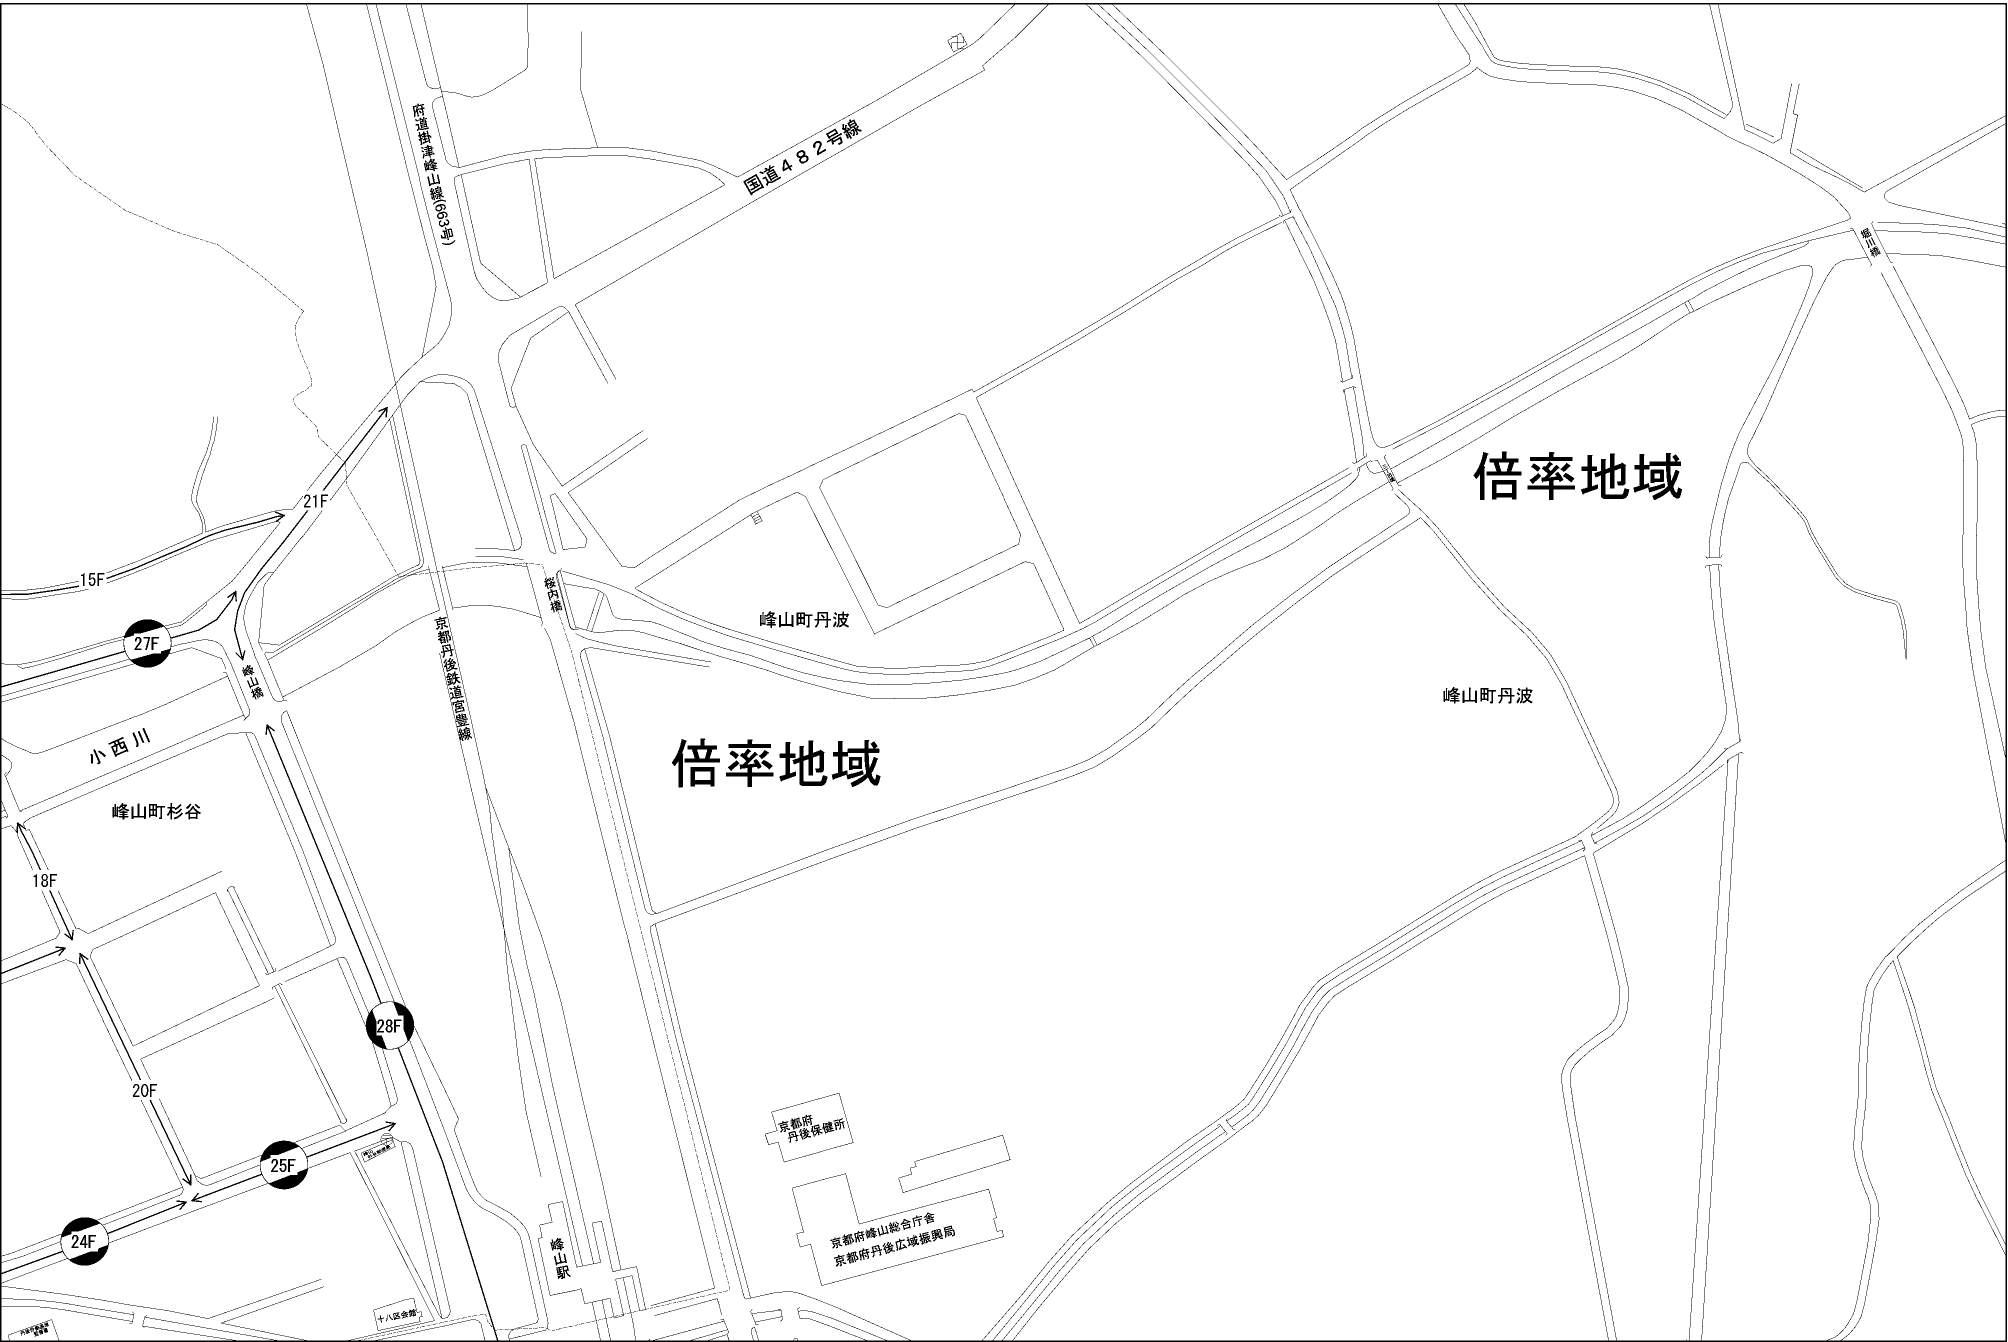 府道掛津峰山線(663号)
国道４８２号線
堀川橋
倍率地域
21F
15F
桜内橋
峰山町丹波
27F
京都丹後鉄道宮豊線
峰山橋
峰山町丹波
小西川
倍率地域
峰山町杉谷
18F
28F
20F
京都府
丹後保健所
25F
24F
京都府峰山総合庁舎
京都府丹後広域振興局
峰山駅
十八区会館